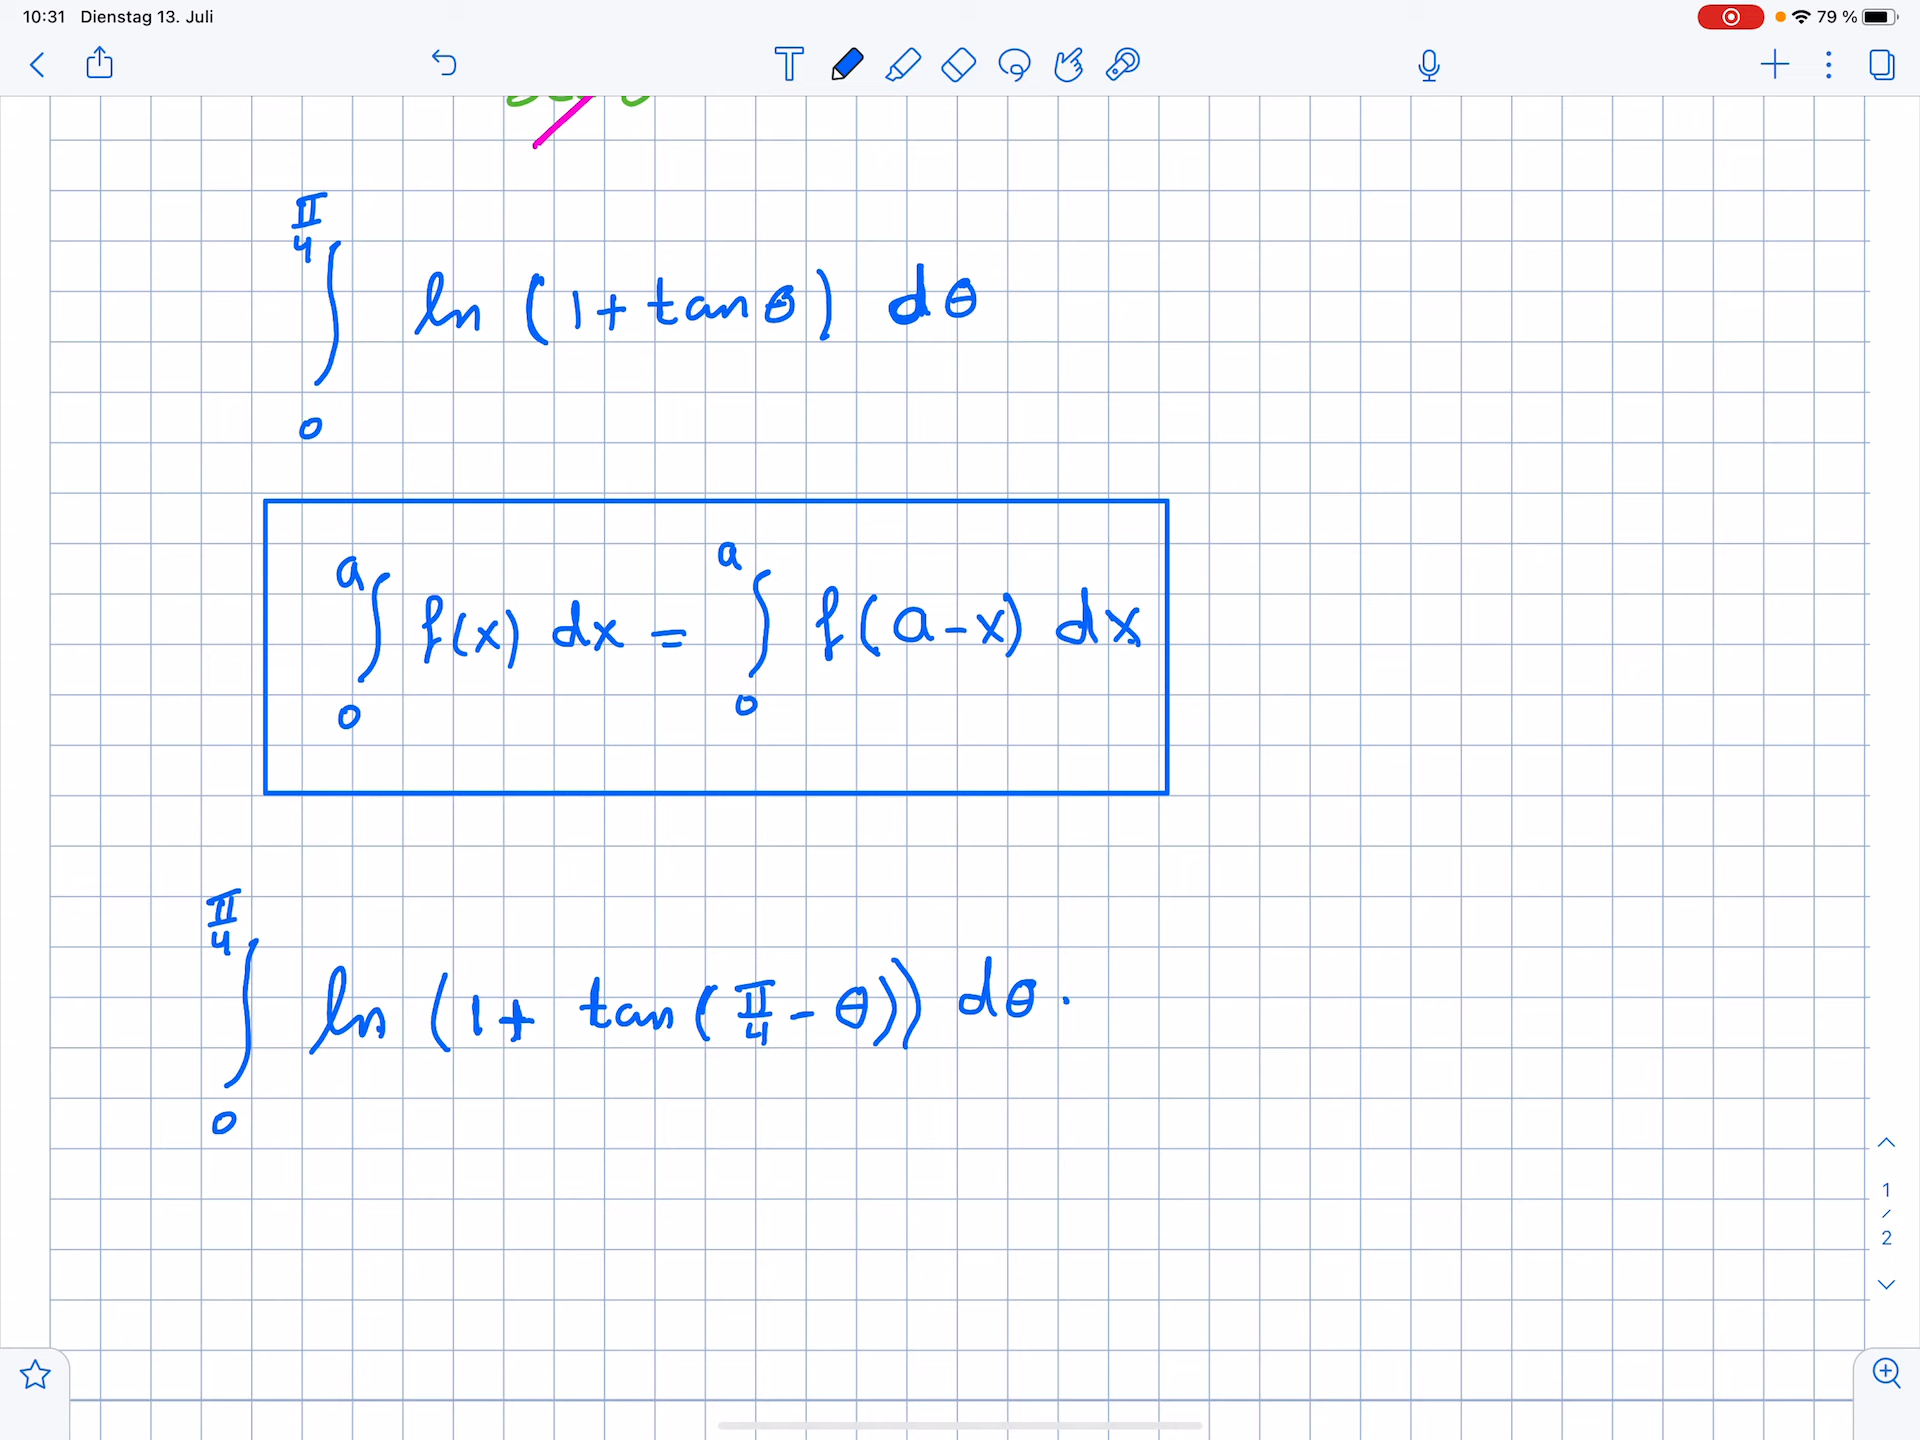 10:31 Dienstag 13. Juli 79 %
T
∫₀^(π/4) ln (1 + tan θ) dθ
∫₀^a f(x) dx = ∫₀^a f(a - x) dx
∫₀^(π/4) ln (1 + tan(π/4 - θ)) dθ.
1
/
2